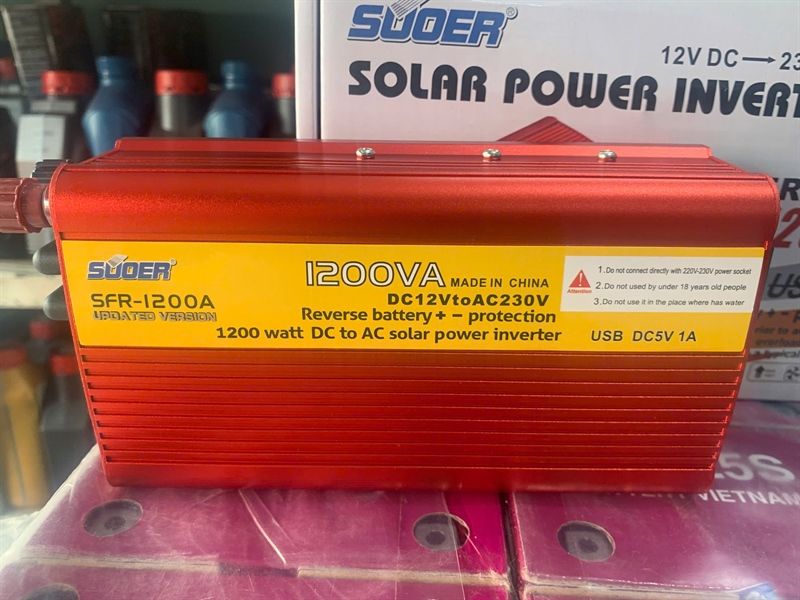 SUOER
12V DC→23
SOLAR POWER INVERT
SUOER
SFR-1200A
UPDATED VERSION
1200VA MADE IN CHINA
DC12VtoAC230V
Reverse battery + − protection
1200 watt DC to AC solar power inverter
Attention
1.Do not connect directly with 220V-230V power socket
2.Do not used by under 18 years old people
3.Do not use it in the place where has water
USB DC5V 1A
5S
VIETNAM